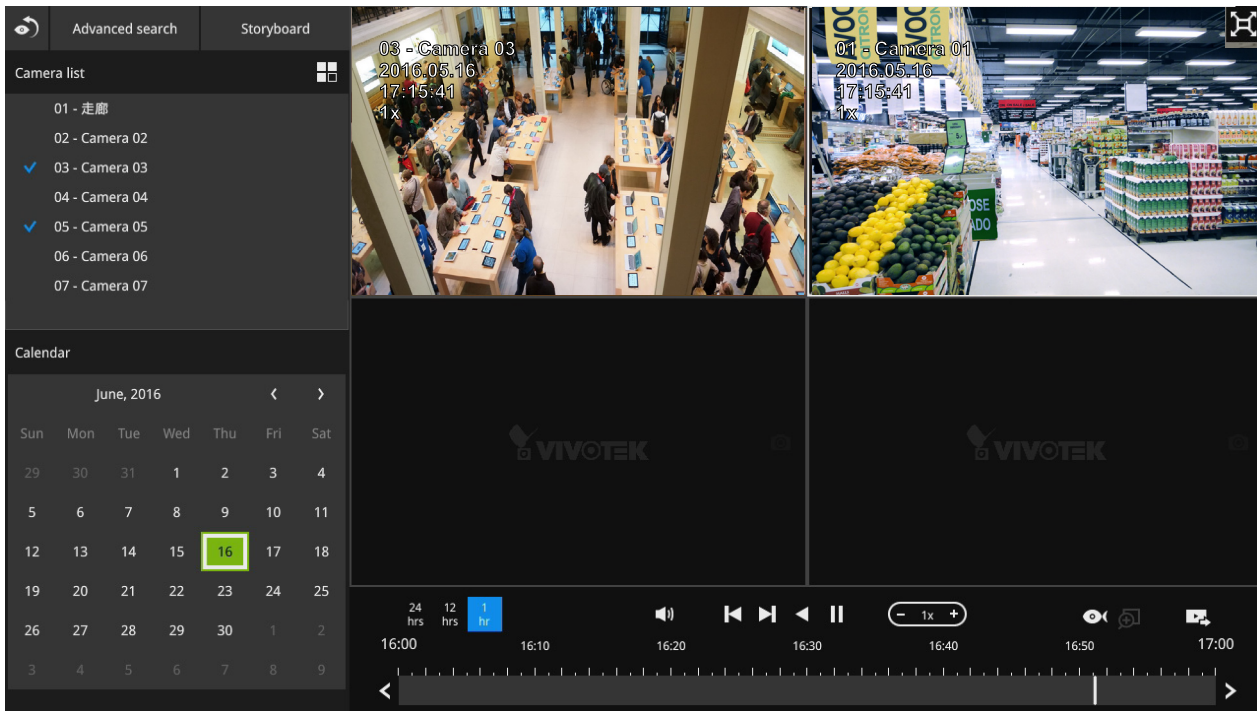 Advanced search
Storyboard
Camera list
01 - 走廊
02 - Camera 02
03 - Camera 03
04 - Camera 04
05 - Camera 05
06 - Camera 06
07 - Camera 07
Calendar
June, 2016
Sun Mon Tue Wed Thu Fri Sat
29 30 31 1 2 3 4
5 6 7 8 9 10 11
12 13 14 15 16 17 18
19 20 21 22 23 24 25
26 27 28 29 30 1 2
3 4 5 6 7 8 9
03 - Camera 03
2016.05.16
17:15:41
1x
01 - Camera 01
2016.05.16
17:15:41
1x
VIVOTEK
VIVOTEK
24 hrs
12 hrs
1 hr
1x
16:00 16:10 16:20 16:30 16:40 16:50 17:00